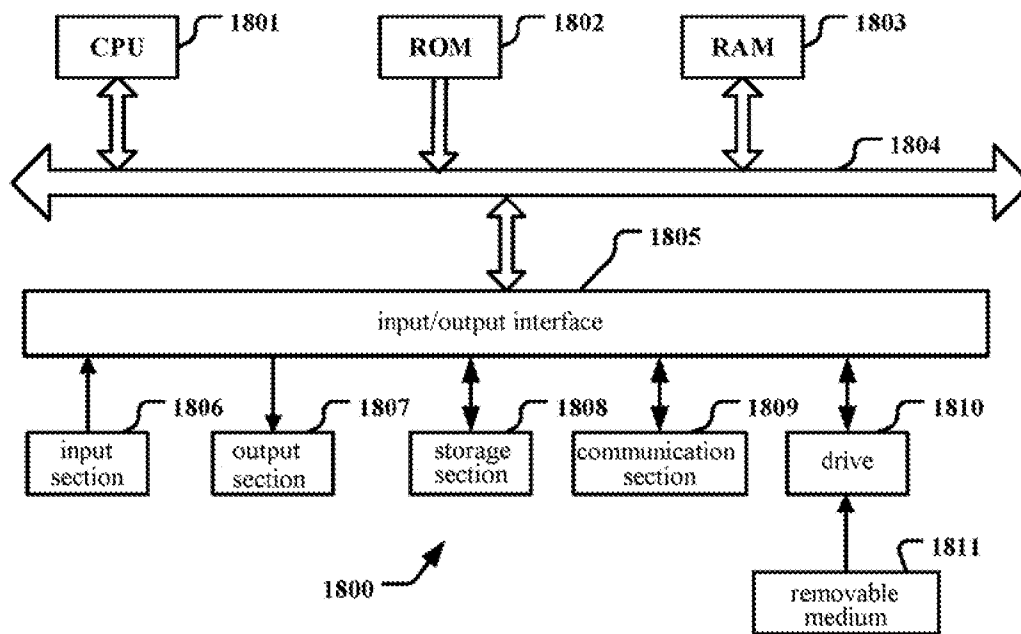 CPU
1801
ROM
1802
RAM
1803
1804
1805
input/output interface
1806
1807
1808
1809
1810
input
section
output
section
storage
section
communication
section
drive
1800
1811
removable
medium